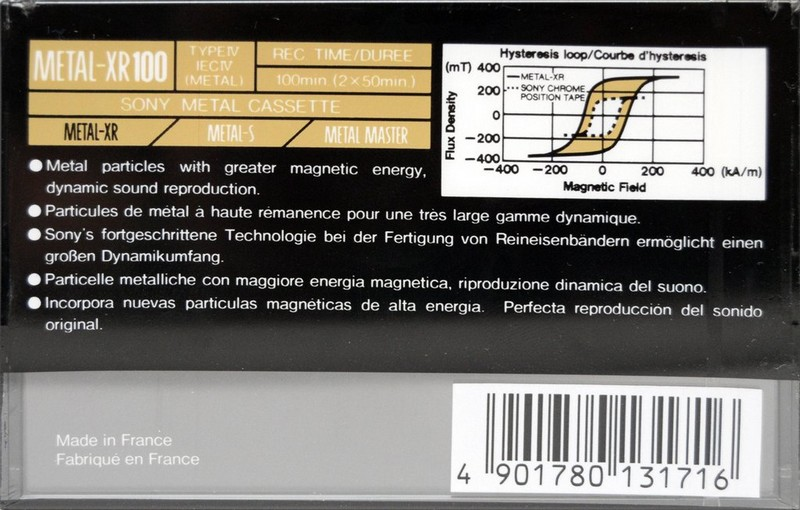 METAL-XR100
TYPEⅣ
IECⅣ
(METAL)
REC TIME/DUREE
100min.(2×50min.)
SONY METAL CASSETTE
METAL-XR
METAL-S
METAL MASTER
Hysteresis loop/Courbe d'hysteresis
(mT)
400
200
0
−200
−400
Flux Density
METAL-XR
SONY CHROME
POSITION TAPE
−400 −200 0 200 400 (kA/m)
Magnetic Field
●Metal particles with greater magnetic energy,
dynamic sound reproduction.
●Particules de métal à haute rémanence pour une très large gamme dynamique.
●Sony's fortgeschrittene Technologie bei der Fertigung von Reineisenbändern ermöglicht einen
großen Dynamikumfang.
●Particelle metalliche con maggiore energia magnetica, riproduzione dinamica del suono.
●Incorpora nuevas particulas magnéticas de alta energia. Perfecta reproducción del sonido
original.
Made in France
Fabriqué en France
4 901780 131716